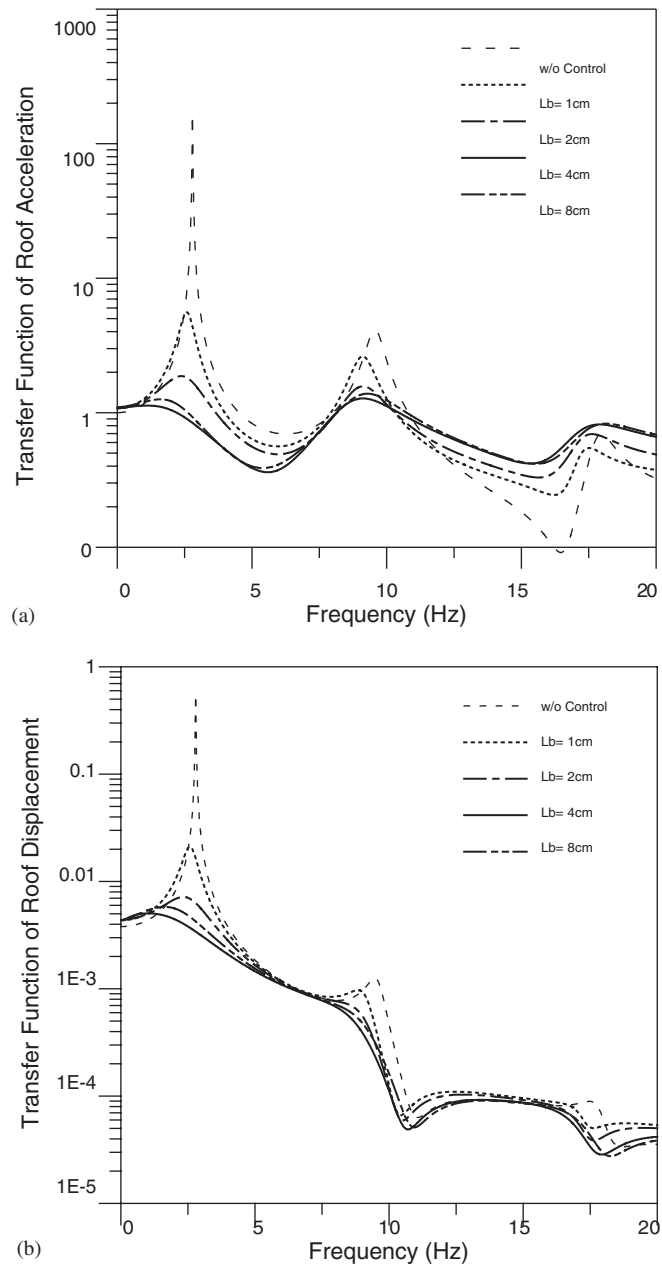 1000
100
10
1
0
Transfer Function of Roof Acceleration
w/o Control
Lb= 1cm
Lb= 2cm
Lb= 4cm
Lb= 8cm
0 5 10 15 20
Frequency (Hz)
(a)
1
0.1
0.01
1E-3
1E-4
1E-5
Transfer Function of Roof Displacement
w/o Control
Lb= 1cm
Lb= 2cm
Lb= 4cm
Lb= 8cm
0 5 10 15 20
Frequency (Hz)
(b)